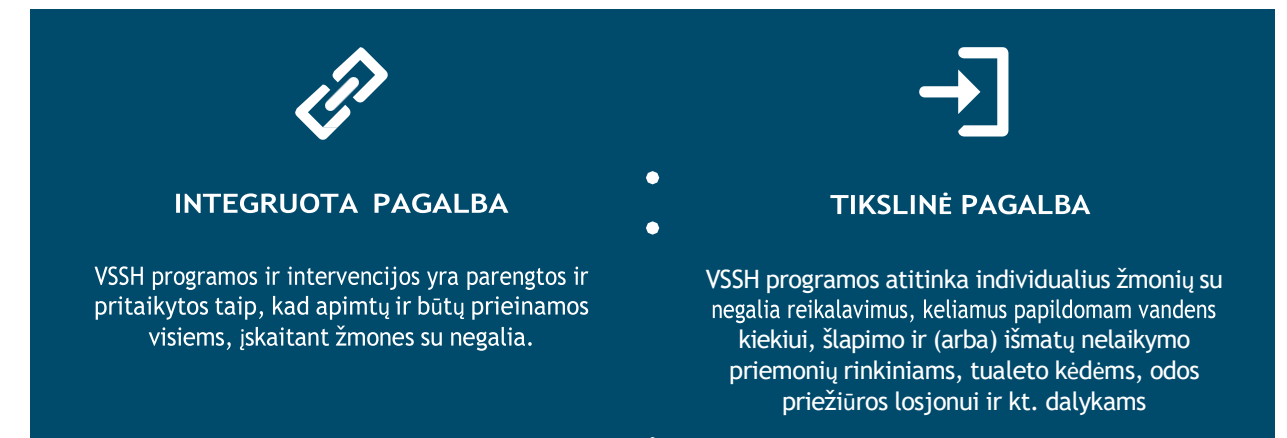 INTEGRUOTA PAGALBA
VSSH programos ir intervencijos yra parengtos ir
pritaikytos taip, kad apimtų ir būtų prieinamos
visiems, įskaitant žmones su negalia.
TIKSLINĖ PAGALBA
VSSH programos atitinka individualius žmonių su
negalia reikalavimus, keliamus papildomam vandens
kiekiui, šlapimo ir (arba) išmatų nelaikymo
priemonių rinkiniams, tualeto kėdėms, odos
priežiūros losjonui ir kt. dalykams